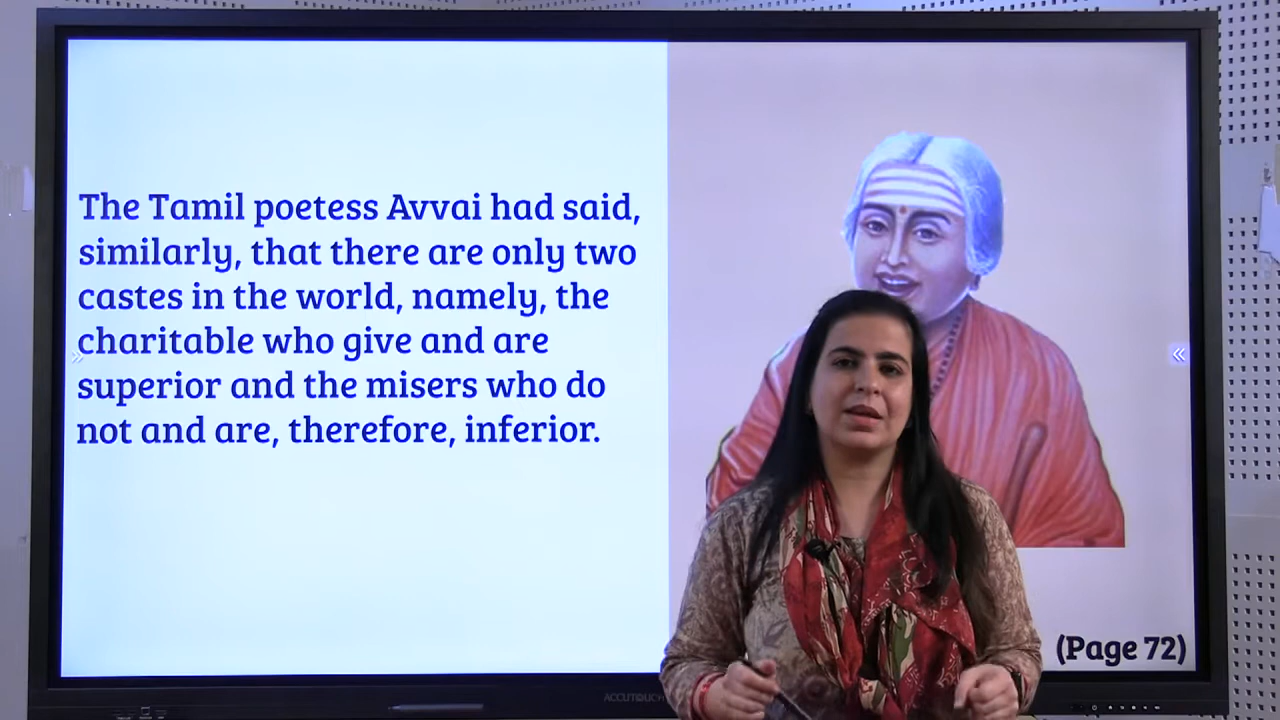 The Tamil poetess Avvai had said,
similarly, that there are only two
castes in the world, namely, the
charitable who give and are
superior and the misers who do
not and are, therefore, inferior.
(Page 72)
ACCUTOUCH